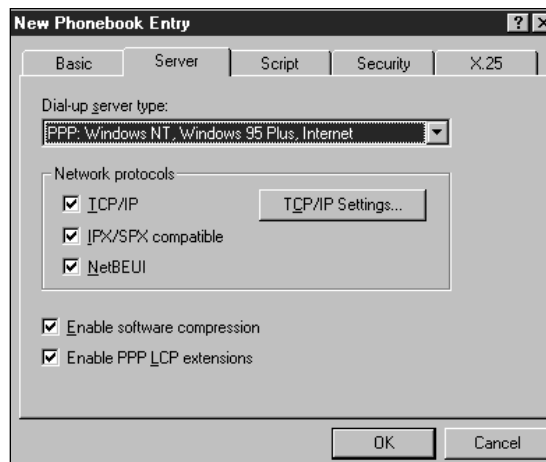 New Phonebook Entry
Basic Server Script Security X.25
Dial-up server type:
PPP: Windows NT, Windows 95 Plus, Internet
Network protocols
TCP/IP TCP/IP Settings...
IPX/SPX compatible
NetBEUI
Enable software compression
Enable PPP LCP extensions
OK Cancel